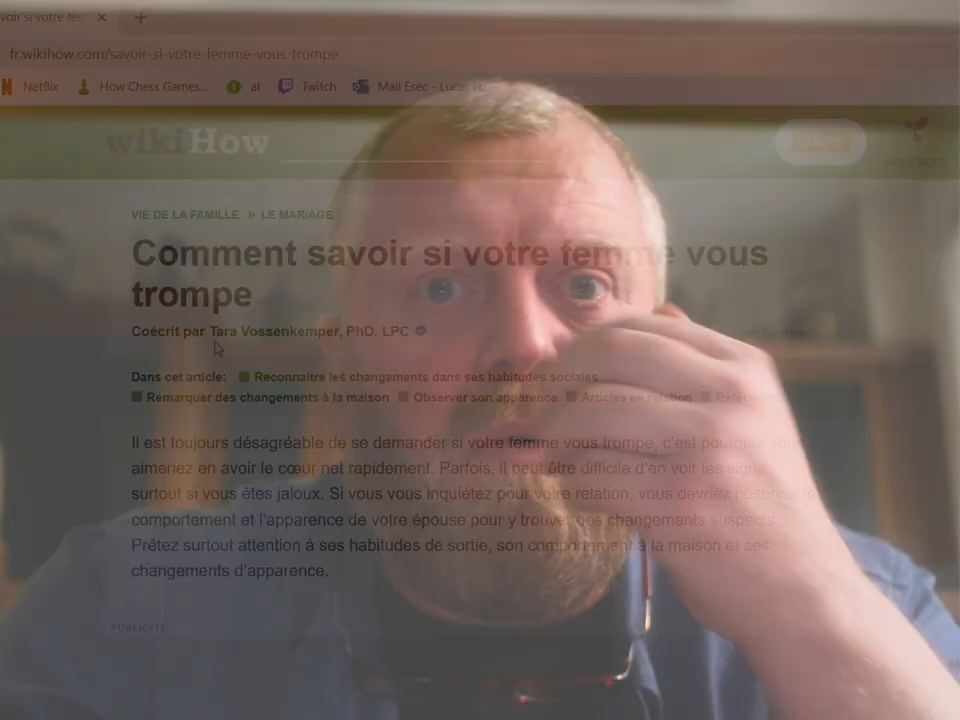 voir si votre fem
fr.wikihow.com/savoir-si-votre-femme-vous-trompe
Netflix How Chess Games... al Twitch Mail Esec - Lucas H.
wikiHow
VIE DE LA FAMILLE » LE MARIAGE
Comment savoir si votre femme vous
trompe
Coécrit par Tara Vossenkemper, PhD, LPC
Dans cet article: Reconnaitre les changements dans ses habitudes sociales
Remarquer des changements à la maison Observer son apparence Articles en relation Référ
Il est toujours désagréable de se demander si votre femme vous trompe, c'est pourquoi vous
aimeriez en avoir le cœur net rapidement. Parfois, il peut être difficile d'en voir les signes
surtout si vous êtes jaloux. Si vous vous inquiétez pour votre relation, vous devriez observer le
comportement et l'apparence de votre épouse pour y trouver des changements suspects.
Prêtez surtout attention à ses habitudes de sortie, son comportement à la maison et ses
changements d'apparence.
PUBLICITÉ